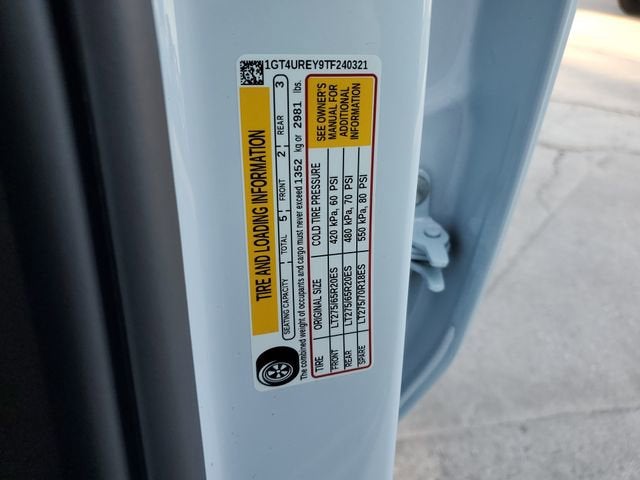 1GT4UREY9TF240321
TIRE AND LOADING INFORMATION
SEATING CAPACITY TOTAL 5 FRONT 2 REAR 3
The combined weight of occupants and cargo must never exceed 1352 kg or 2981 lbs.
TIRE ORIGINAL SIZE COLD TIRE PRESSURE
FRONT LT275/65R20ES 420 kPa, 60 PSI
REAR LT275/65R20ES 480 kPa, 70 PSI
SPARE LT275/70R18ES 550 kPa, 80 PSI
SEE OWNER'S
MANUAL FOR
ADDITIONAL
INFORMATION